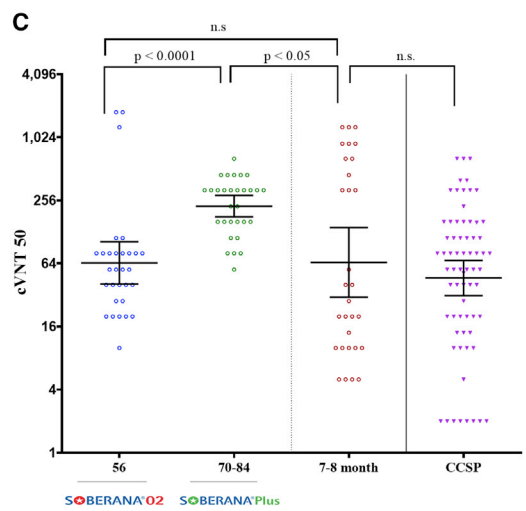 C
n.s
p < 0.0001
p < 0.05
n.s.
4,096
1,024
256
64
16
4
1
cVNT 50
56
70-84
7-8 month
CCSP
SOBERANA®02
SOBERANA®Plus